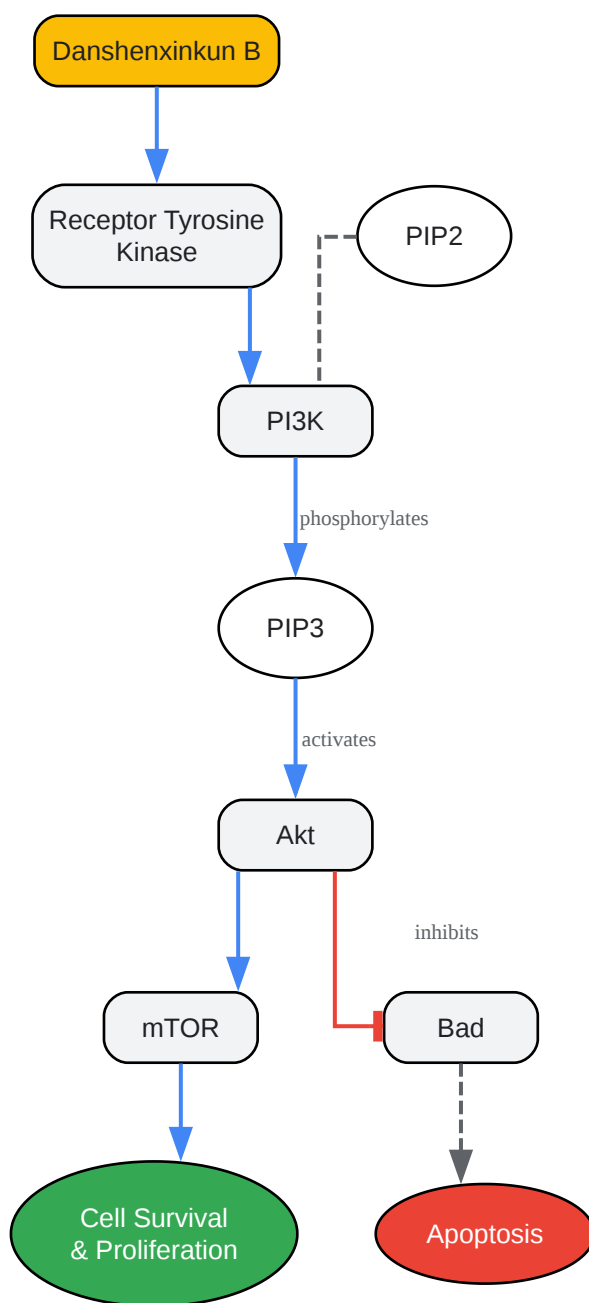 Danshenxinkun B
Receptor Tyrosine
Kinase
PIP2
PI3K
phosphorylates
PIP3
activates
Akt
inhibits
mTOR
Bad
Cell Survival
& Proliferation
Apoptosis